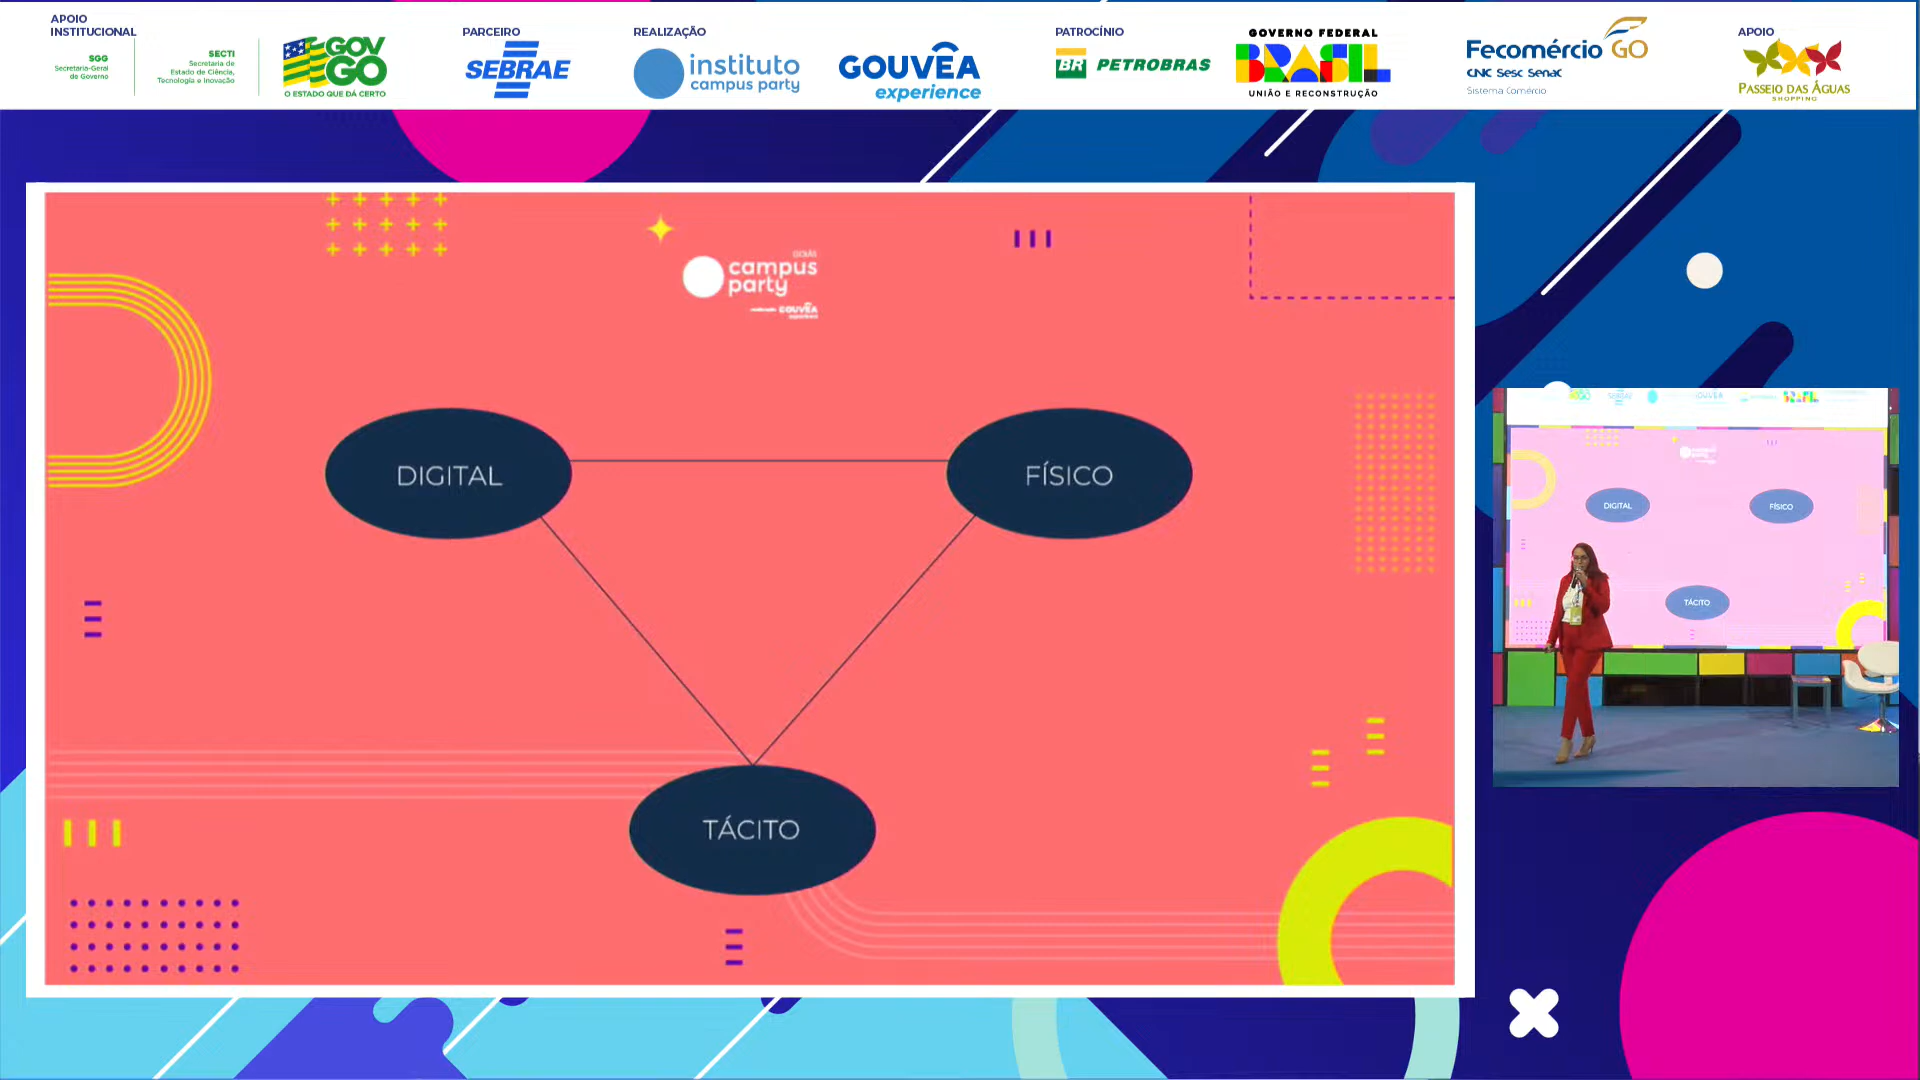 APOIO
INSTITUCIONAL
SGG
Secretaria-Geral
de Governo
SECTI
Secretaria de
Estado de Ciência,
Tecnologia e Inovação
GOV
GO
O ESTADO QUE DÁ CERTO
PARCEIRO
SEBRAE
REALIZAÇÃO
instituto
campus party
GOUVÊA
experience
PATROCÍNIO
BR PETROBRAS
GOVERNO FEDERAL
BRASIL
UNIÃO E RECONSTRUÇÃO
Fecomércio GO
CNC Sesc Senac
Sistema Comércio
APOIO
PASSEIO DAS ÁGUAS
SHOPPING
GOIÁS
campus
party
GOUVÊA
experience
DIGITAL
FÍSICO
TÁCITO
DIGITAL
FÍSICO
TÁCITO